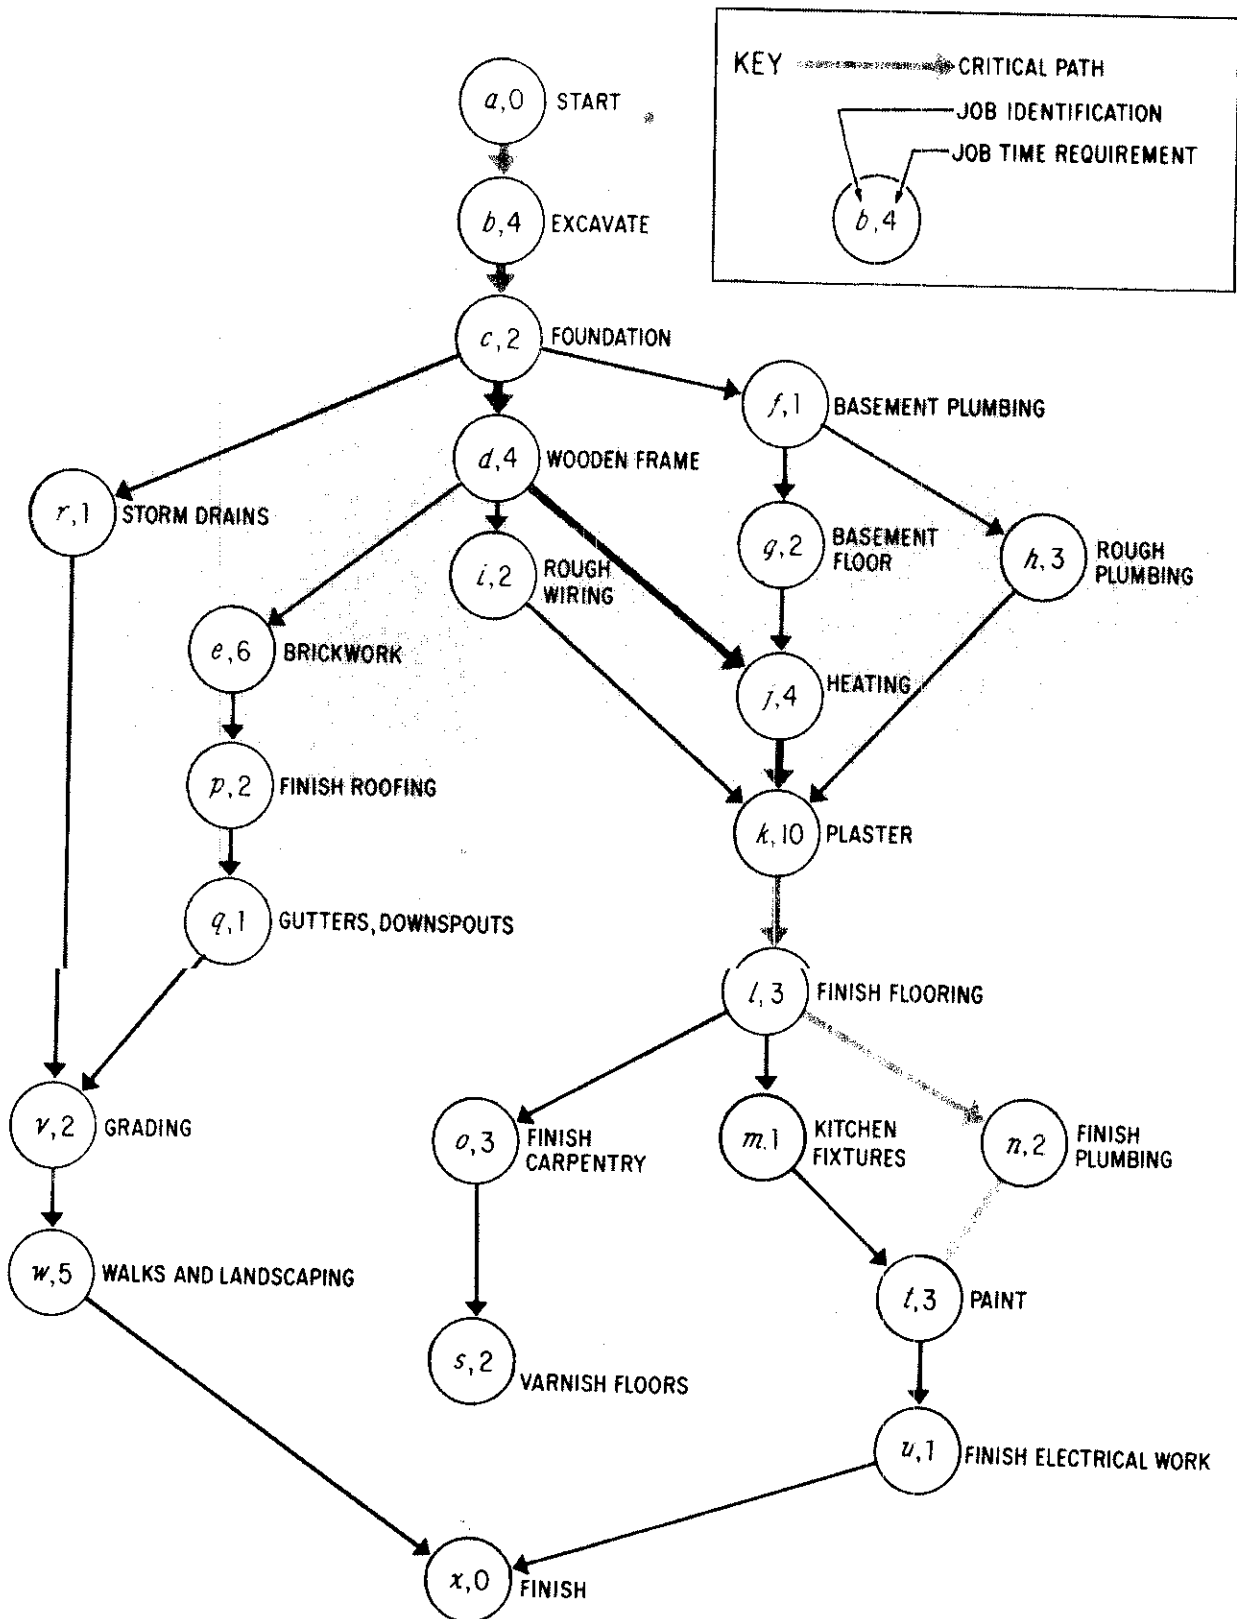 KEY
CRITICAL PATH
JOB IDENTIFICATION
JOB TIME REQUIREMENT
b,4
a,0 START
b,4 EXCAVATE
c,2 FOUNDATION
f,1 BASEMENT PLUMBING
d,4 WOODEN FRAME
r,1 STORM DRAINS
g,2 BASEMENT
FLOOR
h,3 ROUGH
PLUMBING
i,2 ROUGH
WIRING
e,6 BRICKWORK
j,4 HEATING
p,2 FINISH ROOFING
k,10 PLASTER
q,1 GUTTERS, DOWNSPOUTS
l,3 FINISH FLOORING
v,2 GRADING
o,3 FINISH
CARPENTRY
m,1 KITCHEN
FIXTURES
n,2 FINISH
PLUMBING
w,5 WALKS AND LANDSCAPING
t,3 PAINT
s,2 VARNISH FLOORS
u,1 FINISH ELECTRICAL WORK
x,0 FINISH